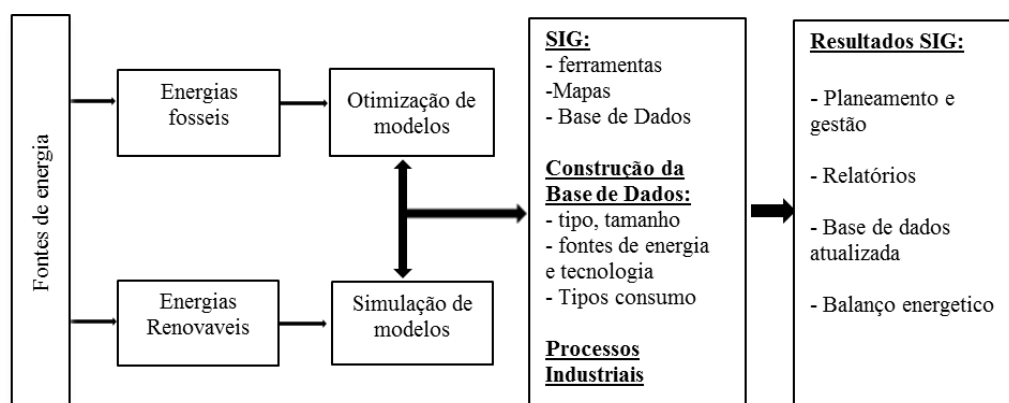 Fontes de energia
Energias
fosseis
Energias
Renovaveis
Otimização de
modelos
Simulação de
modelos
SIG:
- ferramentas
-Mapas
- Base de Dados
Construção da
Base de Dados:
- tipo, tamanho
- fontes de energia
e tecnologia
- Tipos consumo
Processos
Industriais
Resultados SIG:
- Planeamento e
gestão
- Relatórios
- Base de dados
atualizada
- Balanço energetico